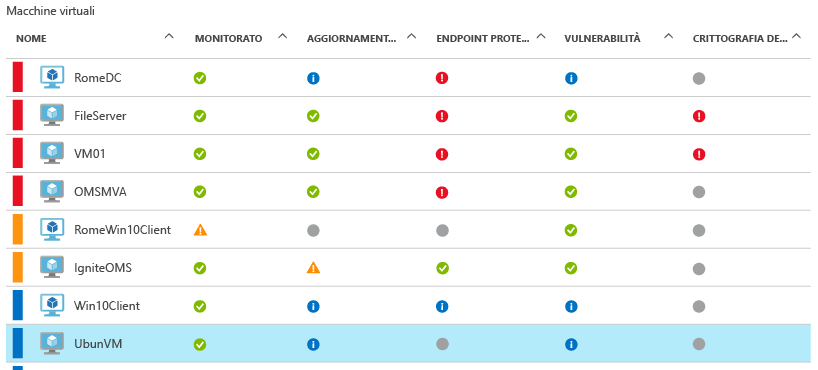 Macchine virtuali
NOME MONITORATO AGGIORNAMENT... ENDPOINT PROTE... VULNERABILITÀ CRITTOGRAFIA DE...
RomeDC
FileServer
VM01
OMSMVA
RomeWin10Client
IgniteOMS
Win10Client
UbunVM